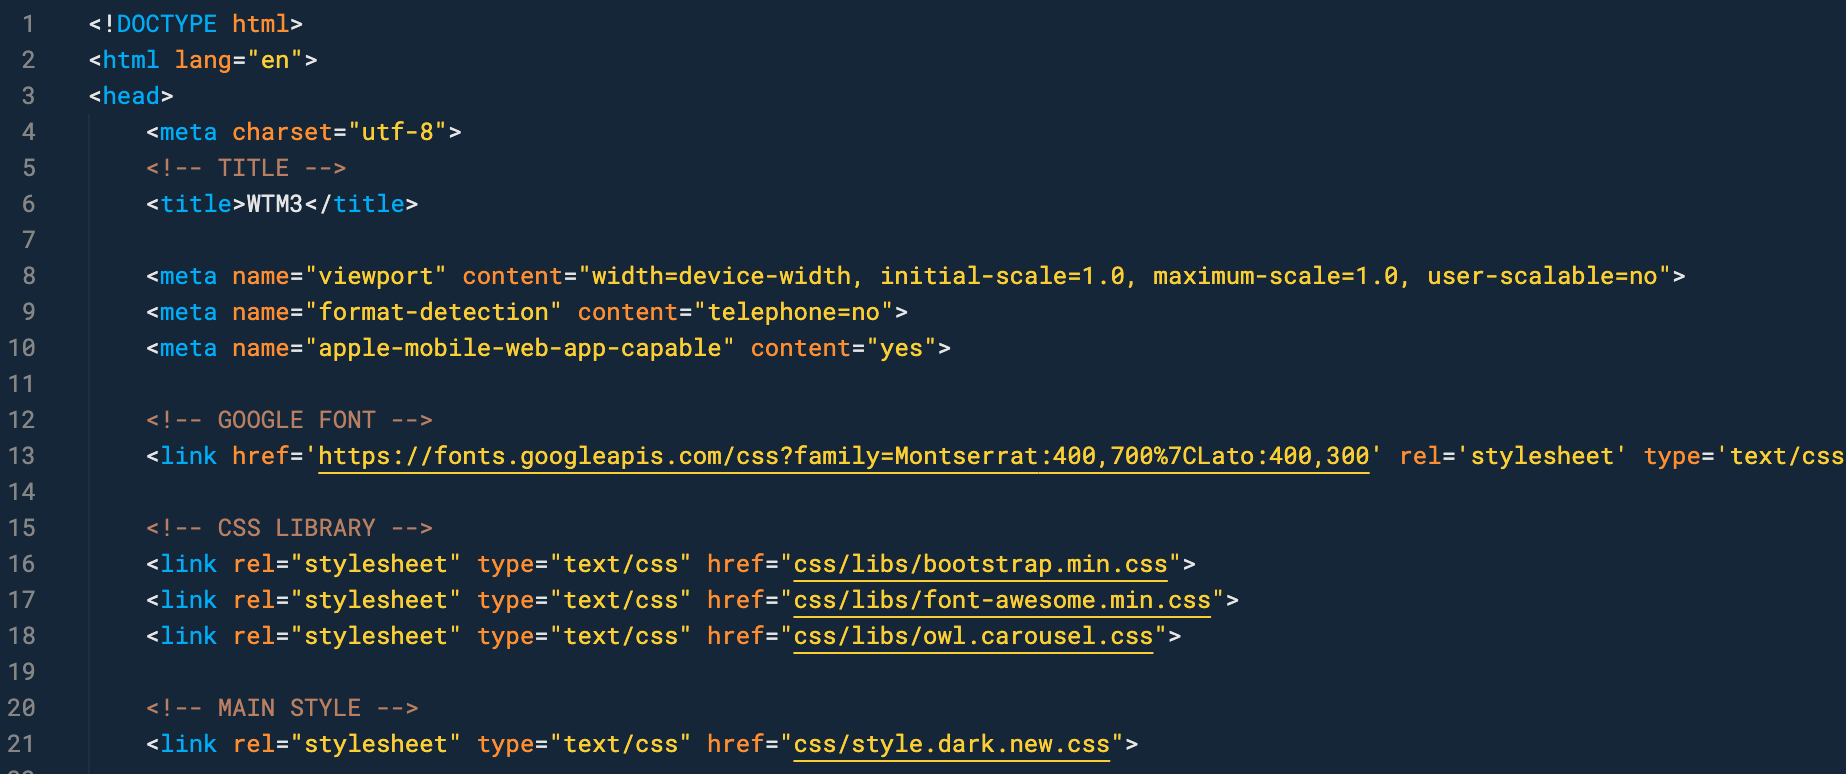 1 <!DOCTYPE html>
2 <html lang="en">
3 <head>
4 <meta charset="utf-8">
5 <!-- TITLE -->
6 <title>WTM3</title>
7
8 <meta name="viewport" content="width=device-width, initial-scale=1.0, maximum-scale=1.0, user-scalable=no">
9 <meta name="format-detection" content="telephone=no">
10 <meta name="apple-mobile-web-app-capable" content="yes">
11
12 <!-- GOOGLE FONT -->
13 <link href='https://fonts.googleapis.com/css?family=Montserrat:400,700%7CLato:400,300' rel='stylesheet' type='text/css
14
15 <!-- CSS LIBRARY -->
16 <link rel="stylesheet" type="text/css" href="css/libs/bootstrap.min.css">
17 <link rel="stylesheet" type="text/css" href="css/libs/font-awesome.min.css">
18 <link rel="stylesheet" type="text/css" href="css/libs/owl.carousel.css">
19
20 <!-- MAIN STYLE -->
21 <link rel="stylesheet" type="text/css" href="css/style.dark.new.css">